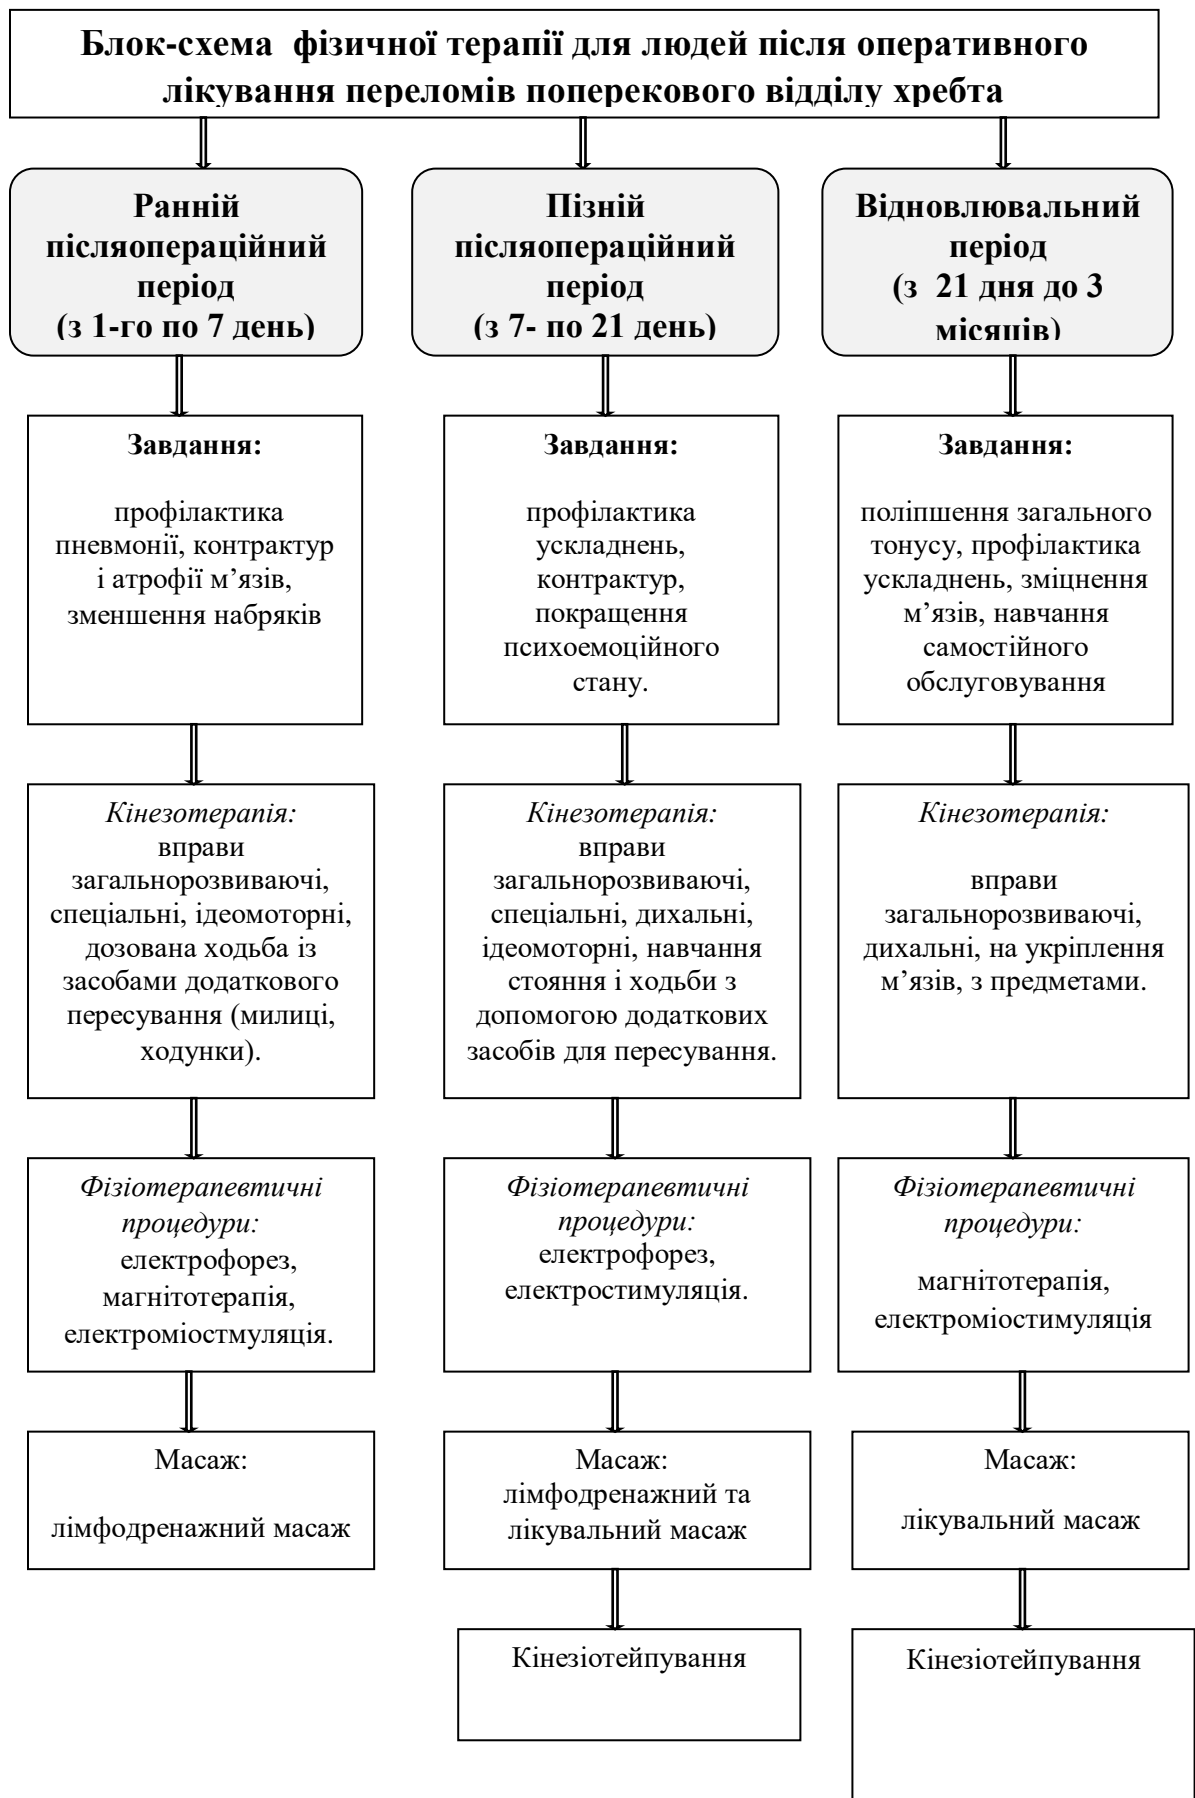 Блок-схема фізичної терапії для людей після оперативного
лікування переломів поперекового відділу хребта
Ранній
післяопераційний
період
(з 1-го по 7 день)
Пізній
післяопераційний
період
(з 7- по 21 день)
Відновлювальний
період
(з 21 дня до 3
місяців)
Завдання:
профілактика
пневмонії, контрактур
і атрофії м’язів,
зменшення набряків
Завдання:
профілактика
ускладнень,
контрактур,
покращення
психоемоційного
стану.
Завдання:
поліпшення загального
тонусу, профілактика
ускладнень, зміцнення
м’язів, навчання
самостійного
обслуговування
Кінезотерапія:
вправи
загальнорозвиваючі,
спеціальні, ідеомоторні,
дозована ходьба із
засобами додаткового
пересування (милиці,
ходунки).
Кінезотерапія:
вправи
загальнорозвиваючі,
спеціальні, дихальні,
ідеомоторні, навчання
стояння і ходьби з
допомогою додаткових
засобів для пересування.
Кінезотерапія:
вправи
загальнорозвиваючі,
дихальні, на укріплення
м’язів, з предметами.
Фізіотерапевтичні
процедури:
електрофорез,
магнітотерапія,
електроміостмуляція.
Фізіотерапевтичні
процедури:
електрофорез,
електростимуляція.
Фізіотерапевтичні
процедури:
магнітотерапія,
електроміостимуляція
Масаж:
лімфодренажний масаж
Масаж:
лімфодренажний та
лікувальний масаж
Масаж:
лікувальний масаж
Кінезіотейпування
Кінезіотейпування